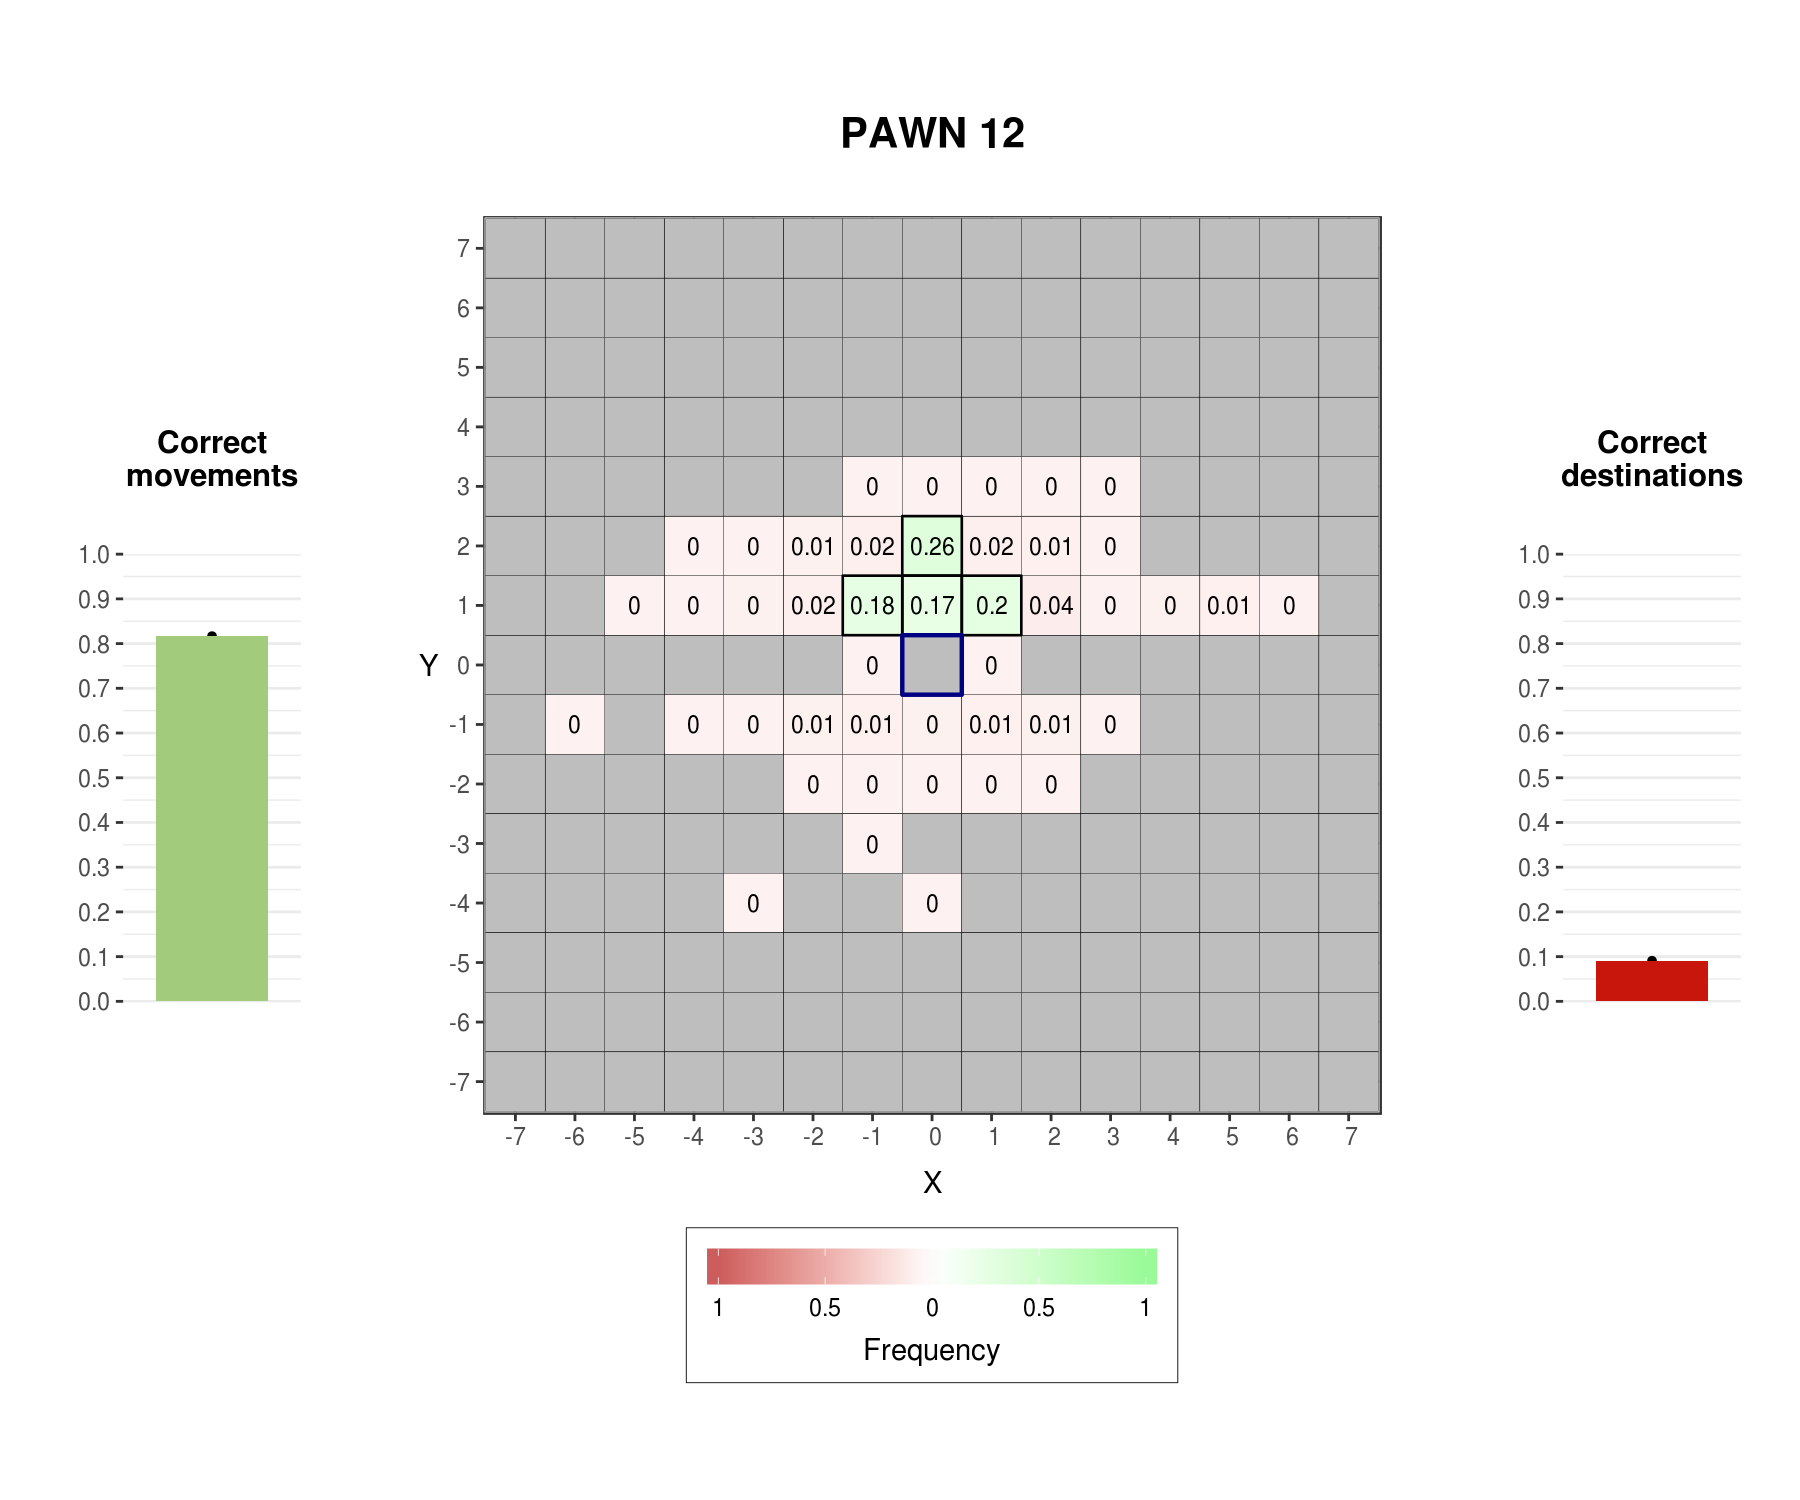 PAWN 12
Correct
movements
1.0
0.9
0.8
0.7
0.6
0.5
0.4
0.3
0.2
0.1
0.0
Y
7
6
5
4
3 0 0 0 0 0
2 0 0 0.01 0.02 0.26 0.02 0.01 0
1 0 0 0 0.02 0.18 0.17 0.2 0.04 0 0 0.01 0
0 0 0
-1 0 0 0 0.01 0.01 0 0.01 0.01 0
-2 0 0 0 0 0
-3 0
-4 0 0
-5
-6
-7
-7 -6 -5 -4 -3 -2 -1 0 1 2 3 4 5 6 7
X
1 0.5 0 0.5 1
Frequency
Correct
destinations
1.0
0.9
0.8
0.7
0.6
0.5
0.4
0.3
0.2
0.1
0.0